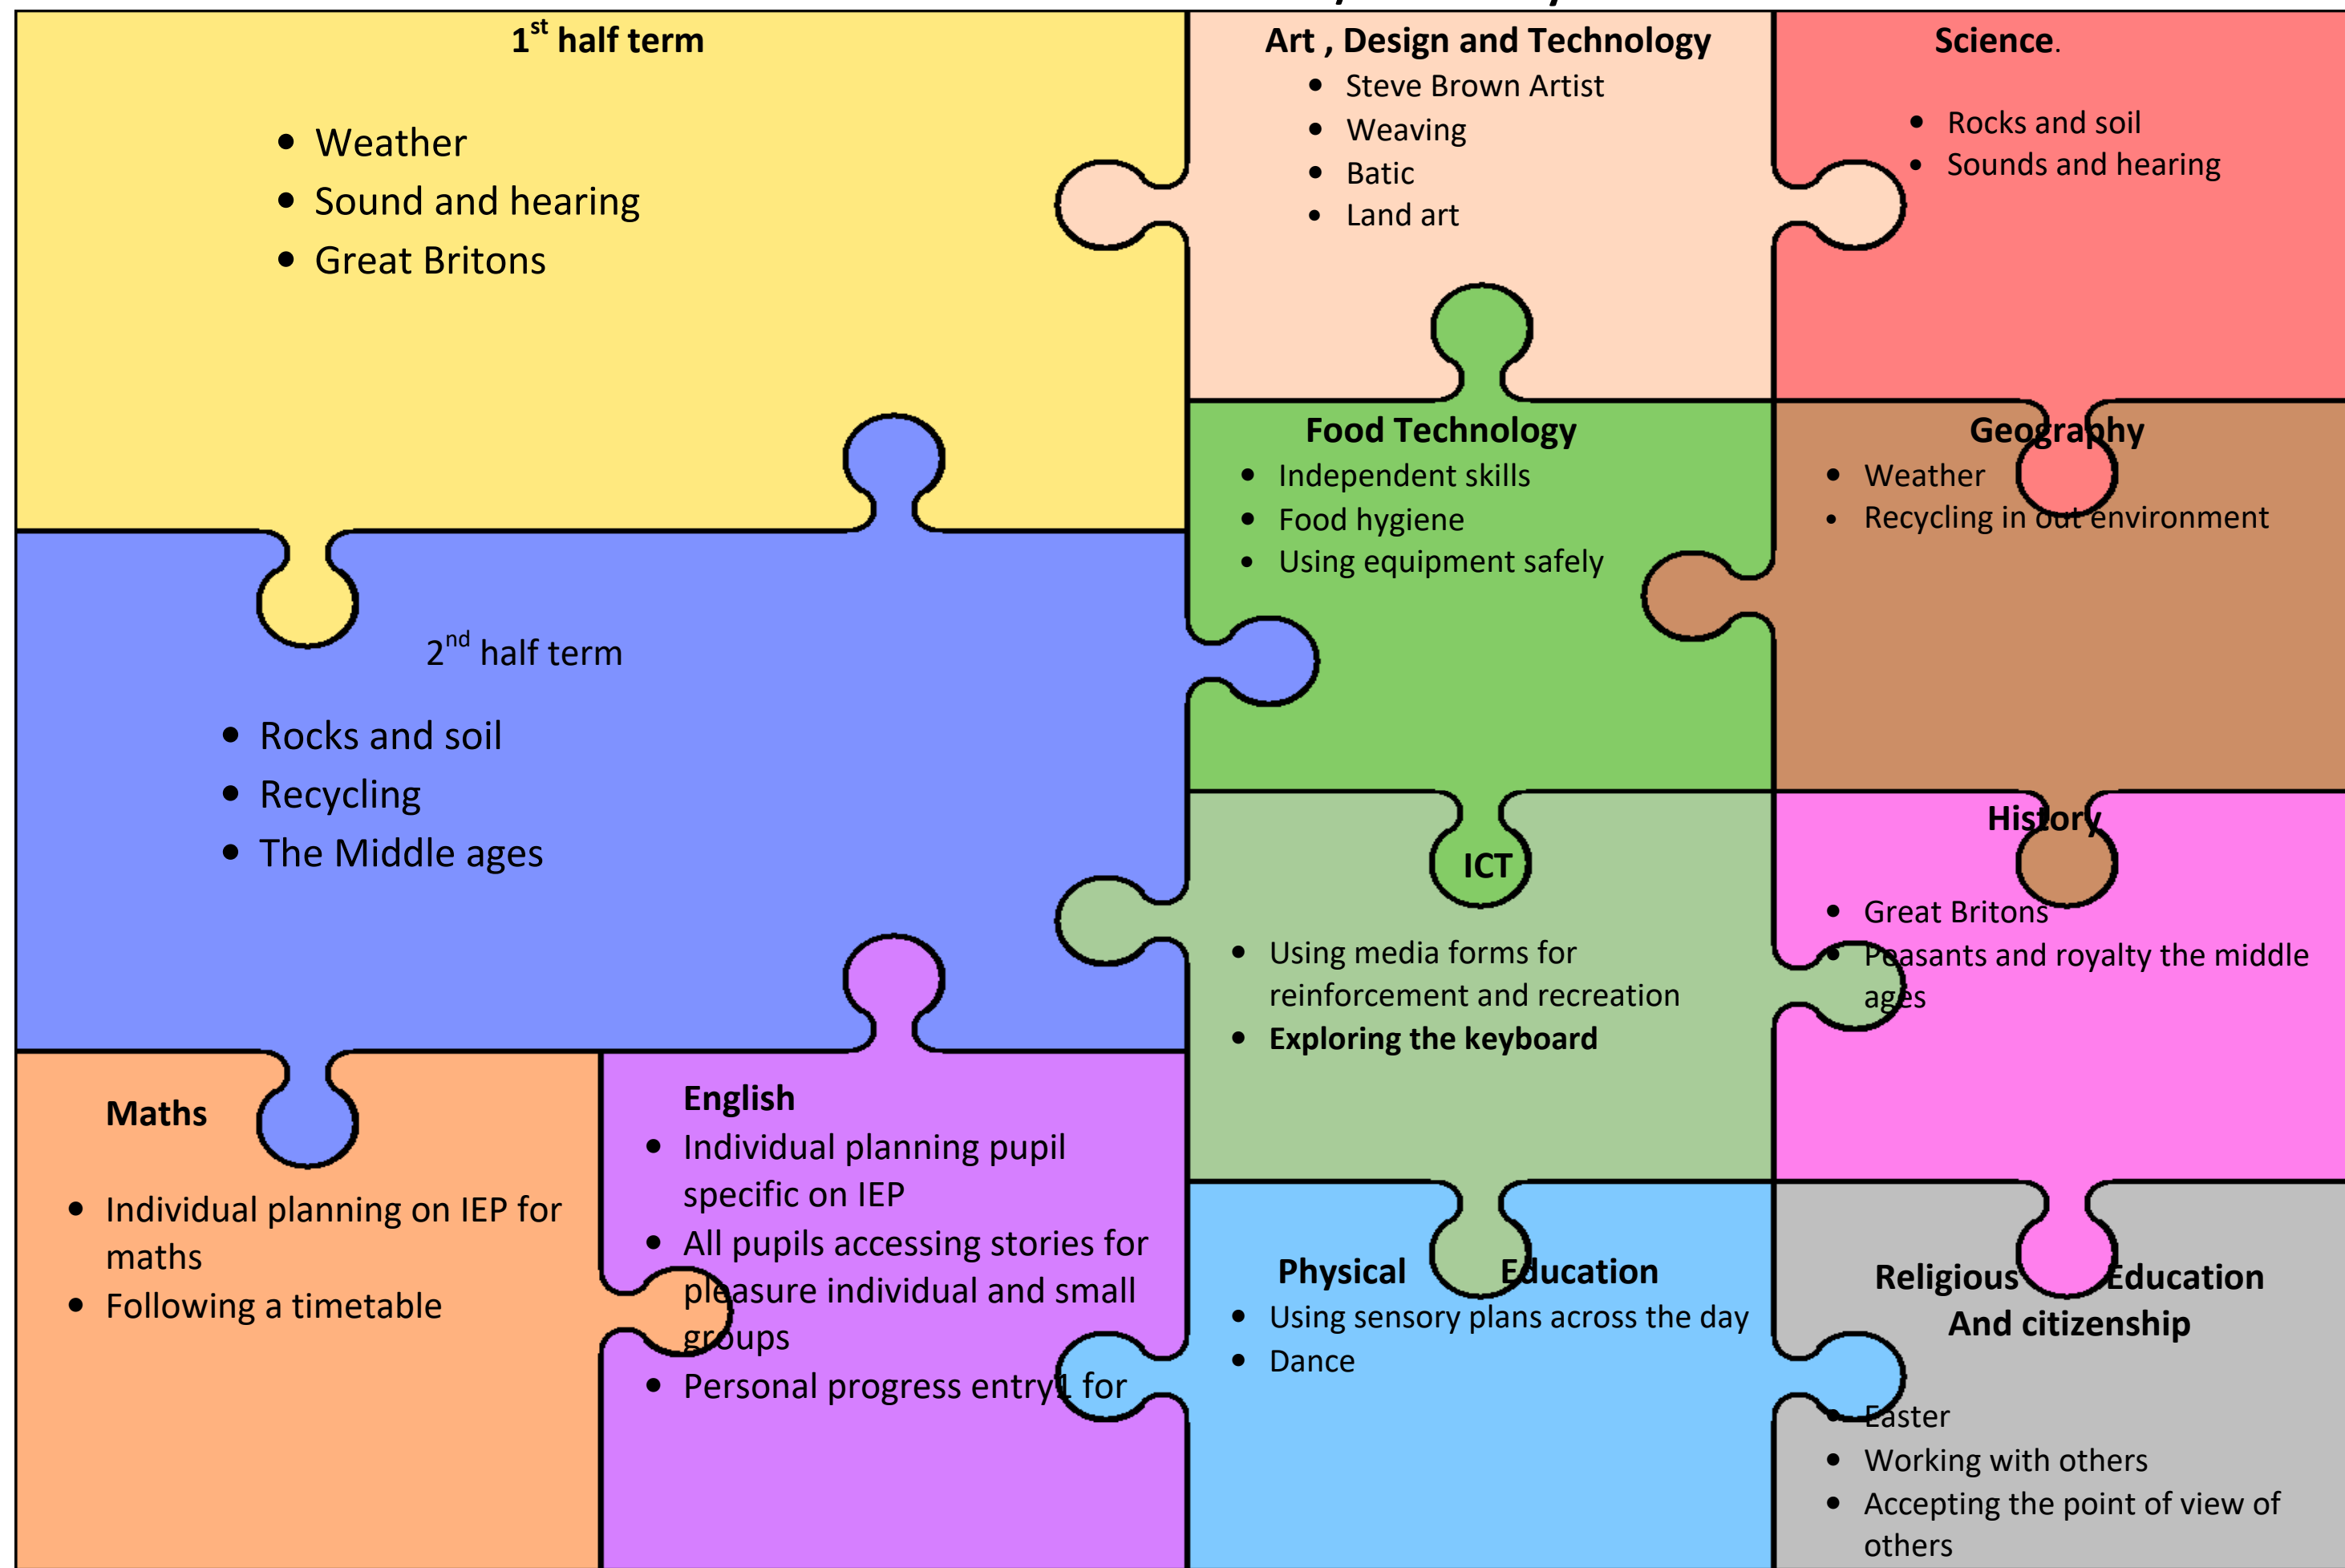 1st half term
• Weather
• Sound and hearing
• Great Britons
Art , Design and Technology
• Steve Brown Artist
• Weaving
• Batic
• Land art
Science.
• Rocks and soil
• Sounds and hearing
Food Technology
• Independent skills
• Food hygiene
• Using equipment safely
Geography
• Weather
• Recycling in out environment
2nd half term
• Rocks and soil
• Recycling
• The Middle ages
ICT
• Using media forms for
reinforcement and recreation
• Exploring the keyboard
History
• Great Britons
• Peasants and royalty the middle
ages
Maths
• Individual planning on IEP for
maths
• Following a timetable
English
• Individual planning pupil
specific on IEP
• All pupils accessing stories for
pleasure individual and small
groups
• Personal progress entry1 for
Physical Education
• Using sensory plans across the day
• Dance
Religious Education
And citizenship
• Easter
• Working with others
• Accepting the point of view of
others